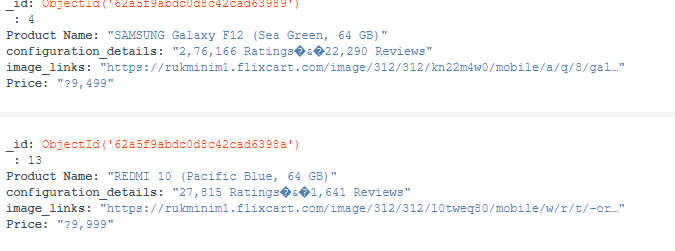 _id: ObjectId('62a5f9abdc0d8c42cad63989')
: 4
Product Name: "SAMSUNG Galaxy F12 (Sea Green, 64 GB)"
configuration_details: "2,76,166 Ratings�&�22,290 Reviews"
image_links: "https://rukminim1.flixcart.com/image/312/312/kn22m4w0/mobile/a/q/8/gal…"
Price: "?9,499"
_id: ObjectId('62a5f9abdc0d8c42cad6398a')
: 13
Product Name: "REDMI 10 (Pacific Blue, 64 GB)"
configuration_details: "27,815 Ratings�&�1,641 Reviews"
image_links: "https://rukminim1.flixcart.com/image/312/312/l0tweq80/mobile/w/r/t/-or…"
Price: "?9,999"